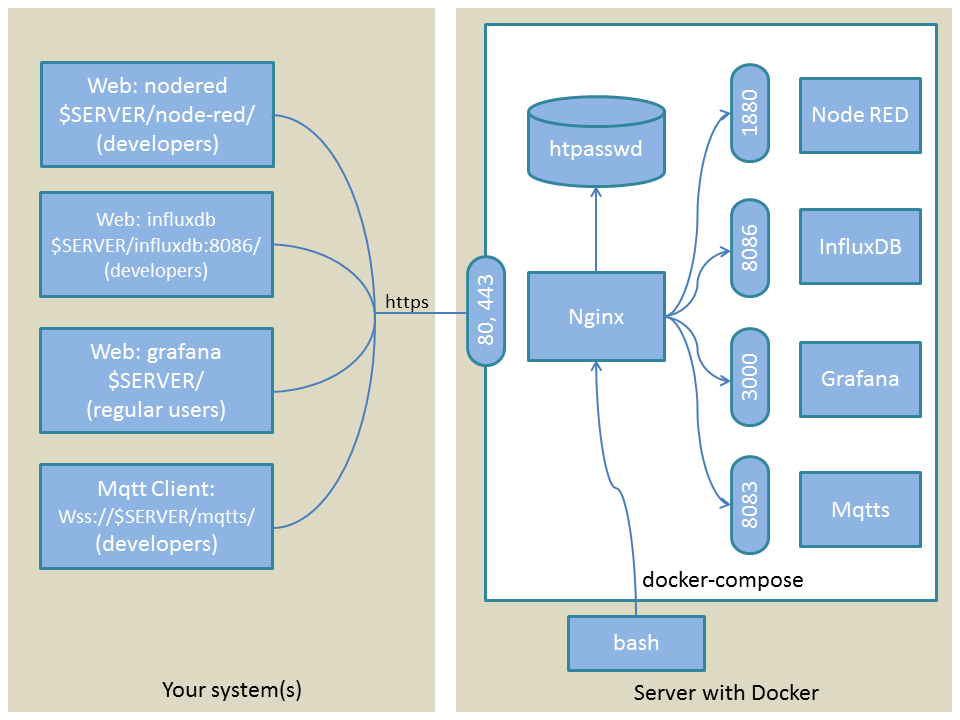 Web: nodered
$SERVER/node-red/
(developers)
Web: influxdb
$SERVER/influxdb:8086/
(developers)
Web: grafana
$SERVER/
(regular users)
Mqtt Client:
Wss://$SERVER/mqtts/
(developers)
Your system(s)
https
80, 443
htpasswd
Nginx
1880
Node RED
8086
InfluxDB
3000
Grafana
8083
Mqtts
docker-compose
bash
Server with Docker